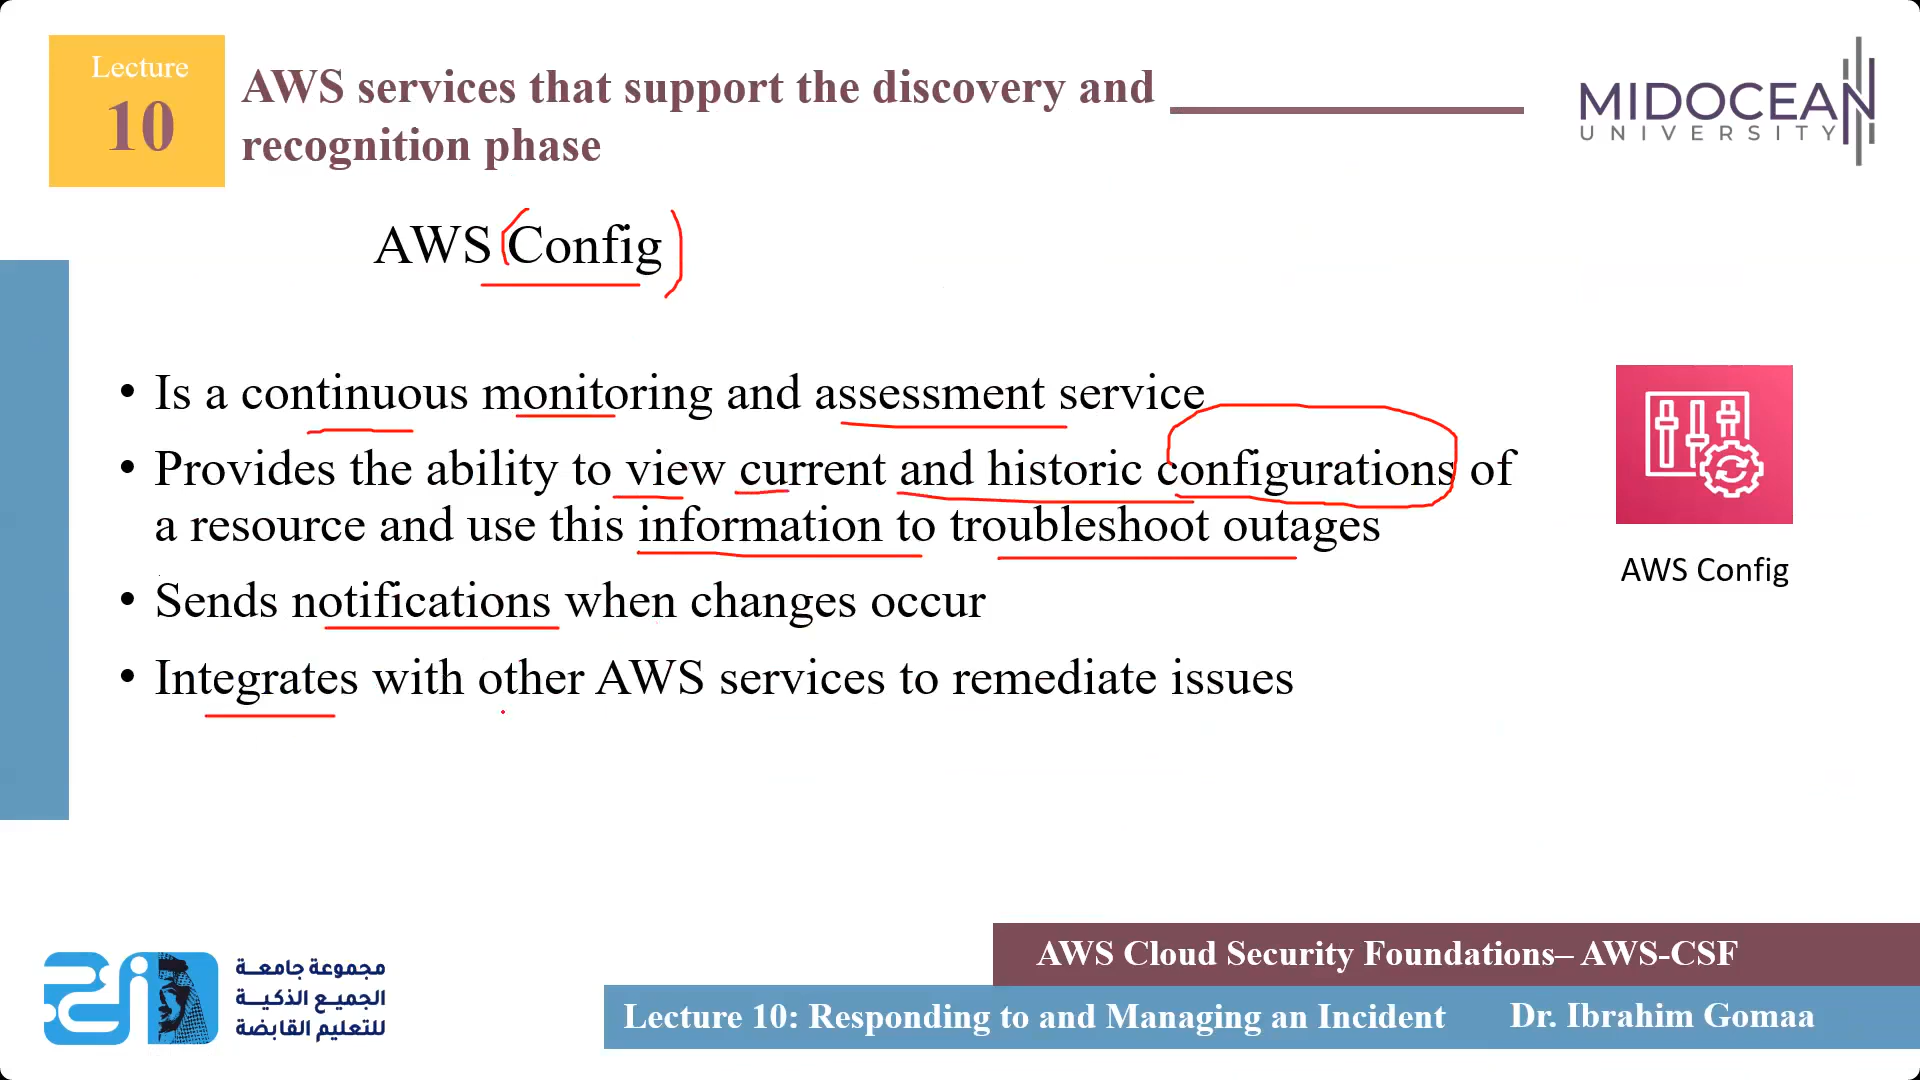 Lecture
10
AWS services that support the discovery and
recognition phase
MIDOCEAN
UNIVERSITY
AWS Config
• Is a continuous monitoring and assessment service
• Provides the ability to view current and historic configurations of
a resource and use this information to troubleshoot outages
• Sends notifications when changes occur
• Integrates with other AWS services to remediate issues
AWS Config
مجموعة جامعة
الجميع الذكية
للتعليم القابضة
AWS Cloud Security Foundations– AWS-CSF
Lecture 10: Responding to and Managing an Incident Dr. Ibrahim Gomaa